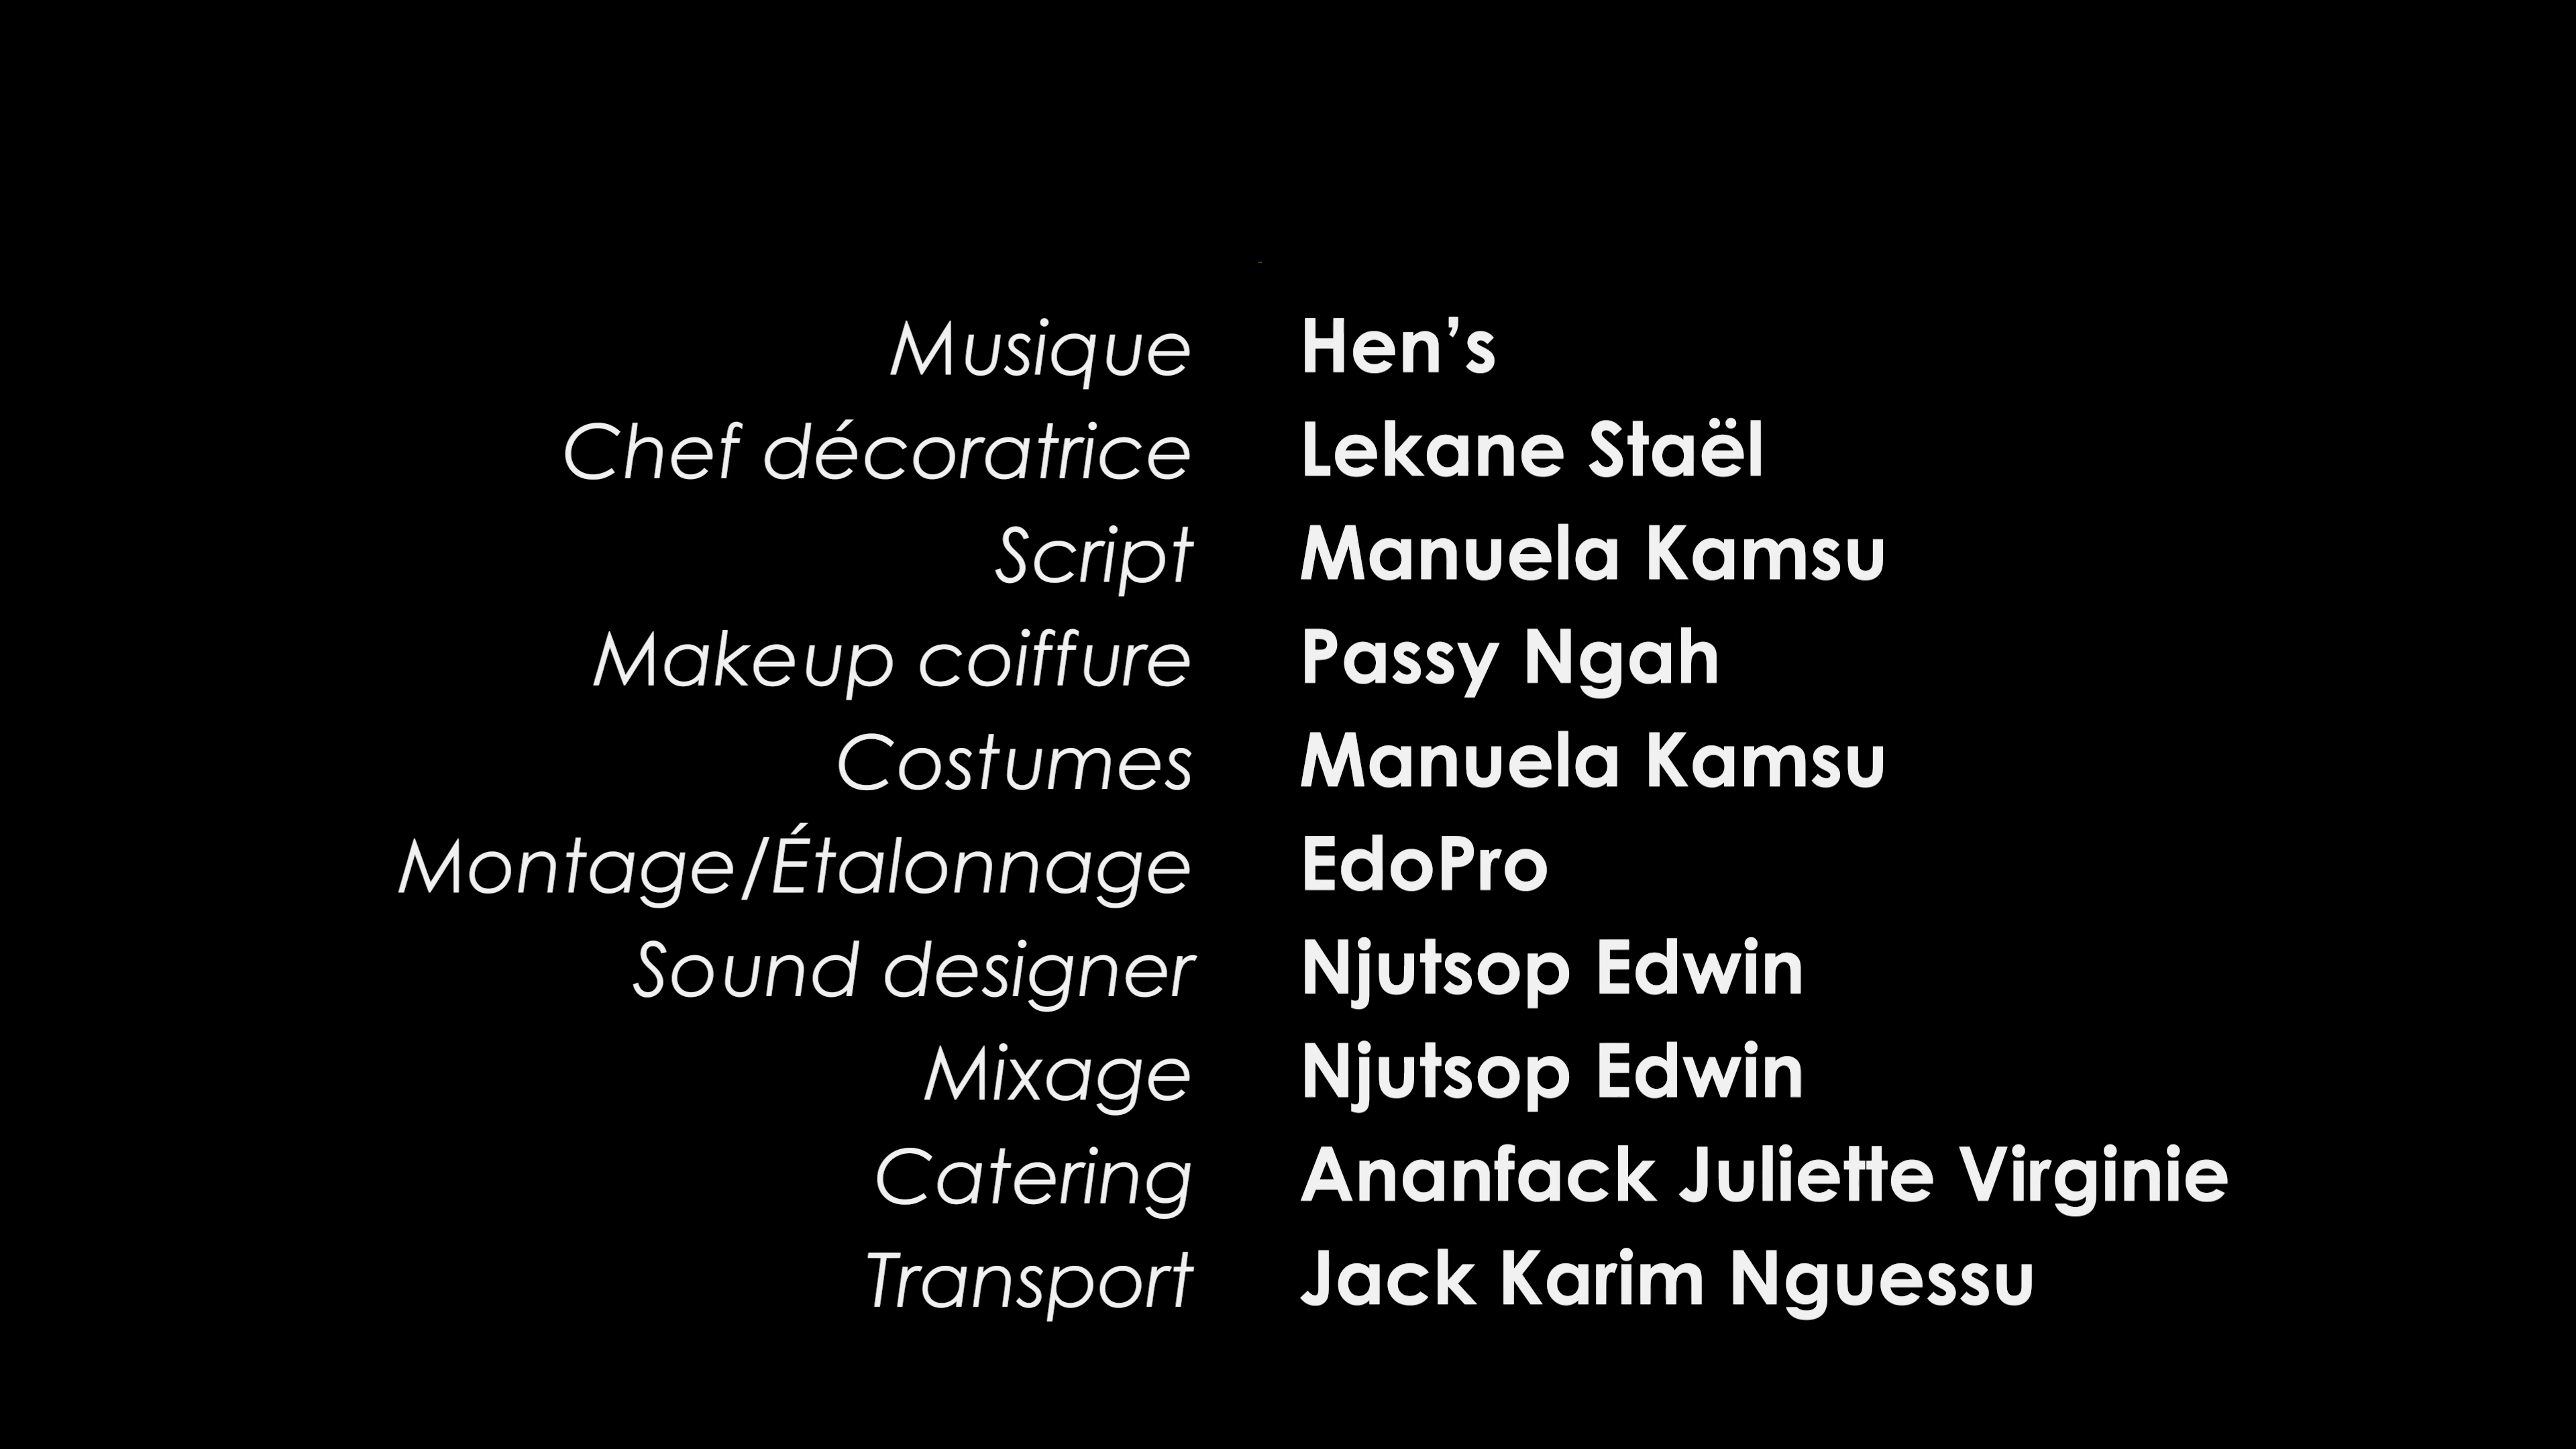 Musique Hen’s
Chef décoratrice Lekane Staël
Script Manuela Kamsu
Makeup coiffure Passy Ngah
Costumes Manuela Kamsu
Montage/Étalonnage EdoPro
Sound designer Njutsop Edwin
Mixage Njutsop Edwin
Catering Ananfack Juliette Virginie
Transport Jack Karim Nguessu